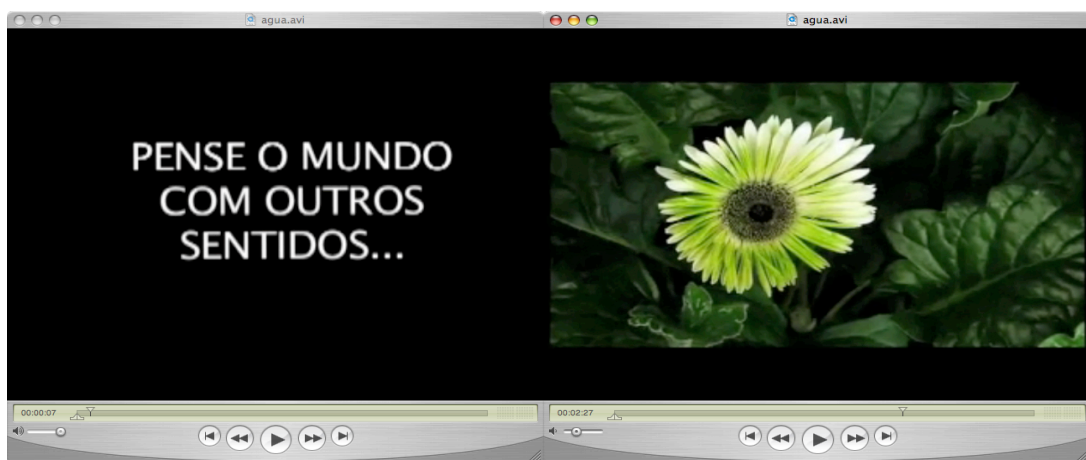 agua.avi
PENSE O MUNDO
COM OUTROS
SENTIDOS...
00:00:07
agua.avi
00:02:27